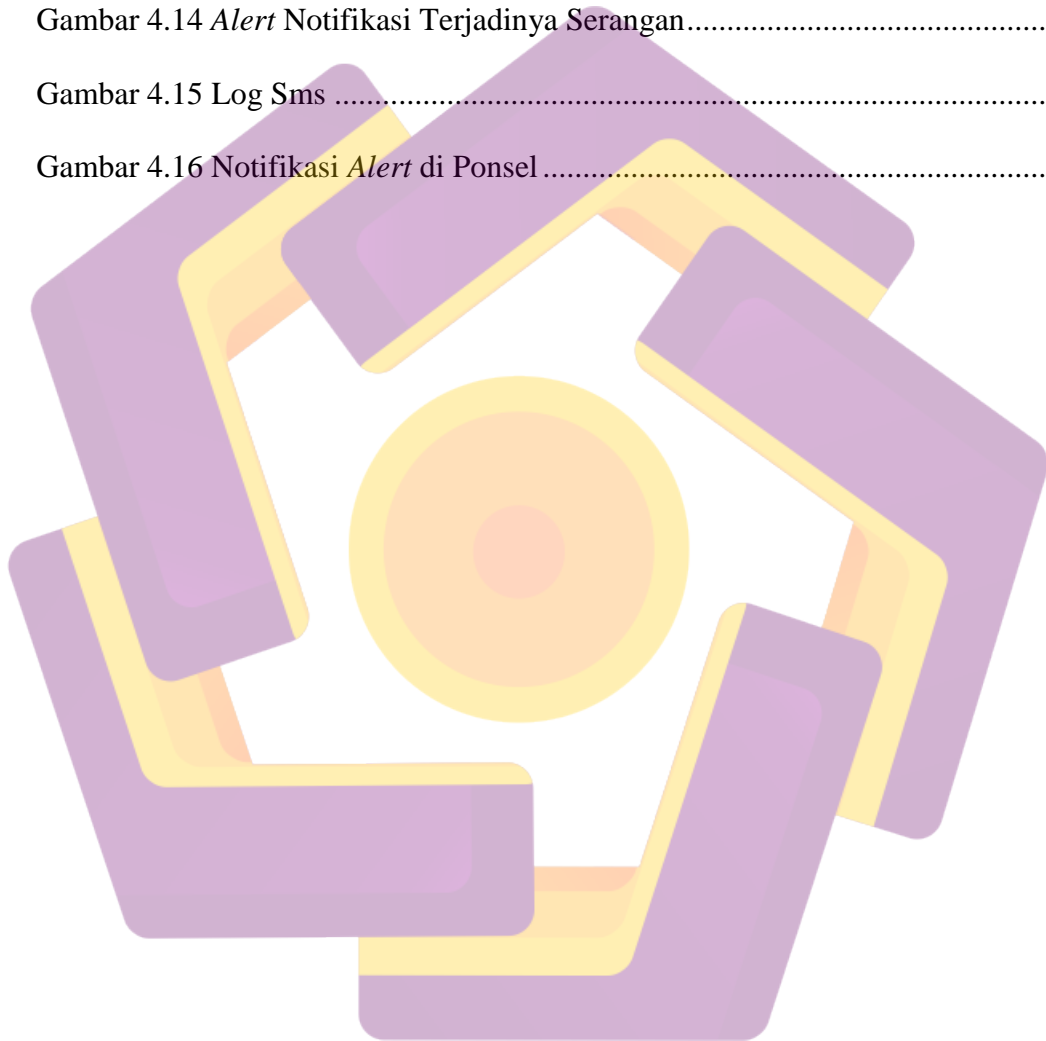 Gambar 4.14 Alert Notifikasi Terjadinya Serangan...........................................
Gambar 4.15 Log Sms .....................................................................................
Gambar 4.16 Notifikasi Alert di Ponsel............................................................